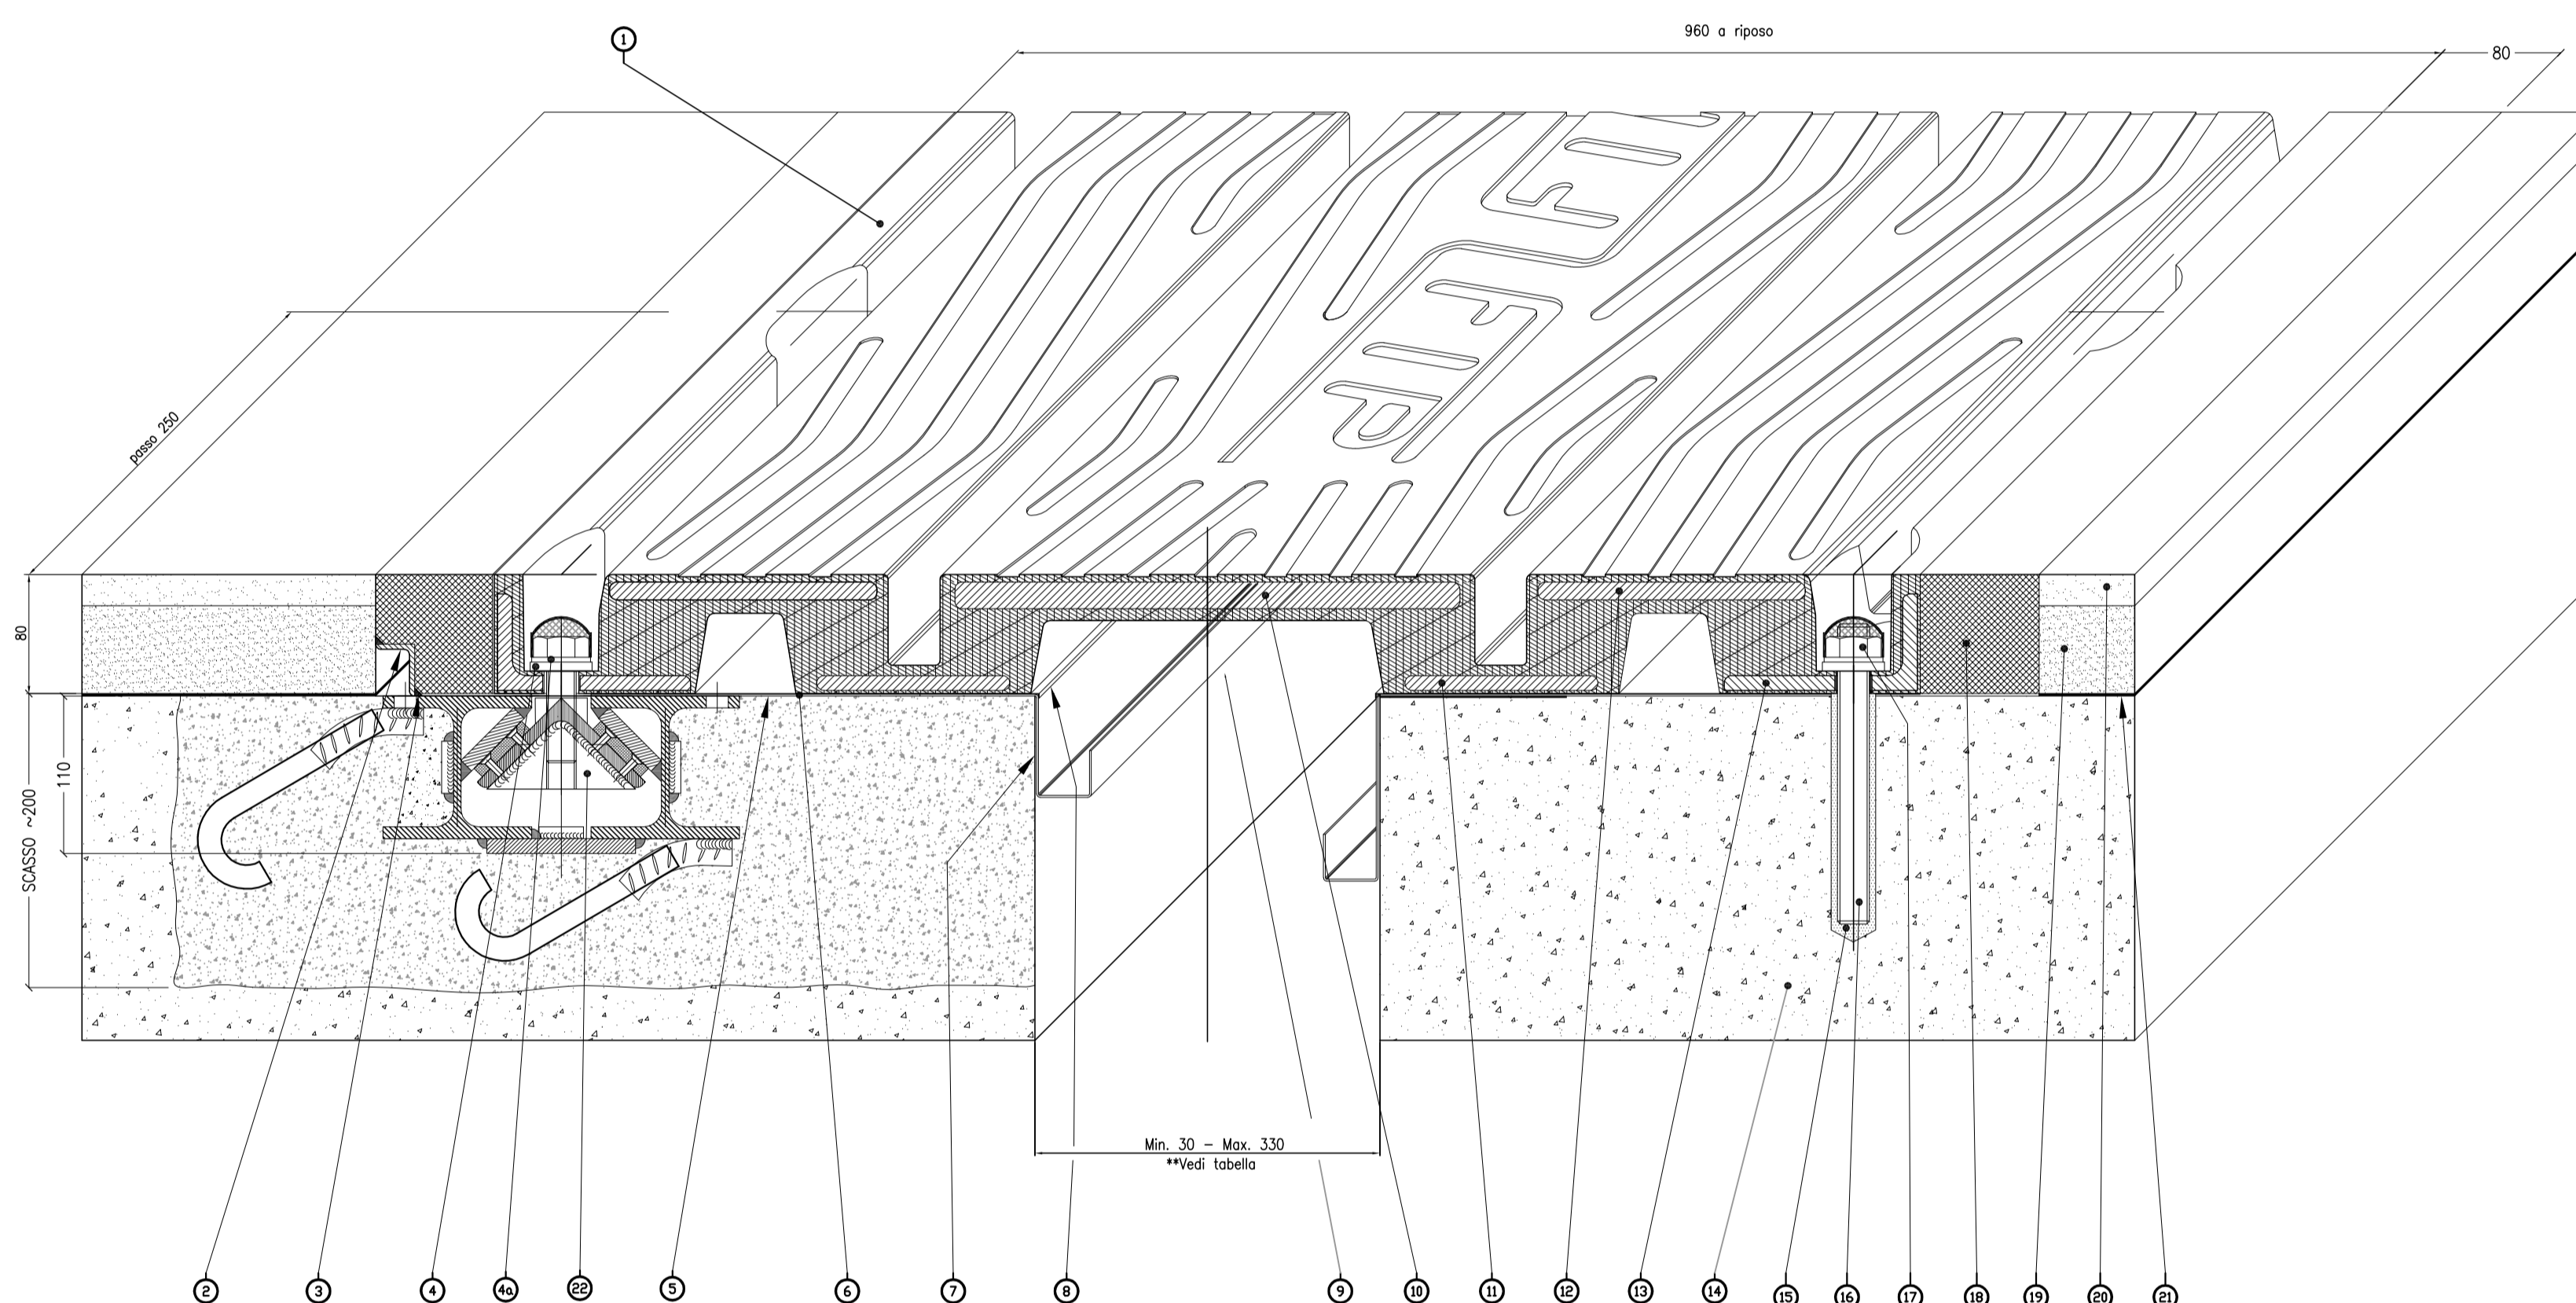 960 a riposo
80
1
FIP FI
passo 250
80
110
SCASSO ~200
Min. 30 - Max. 330
**Vedi tabella
2 3 4 4a 22 5 6 7 8 9 10 11 12 13 14 15 16 17 18 19 20 21